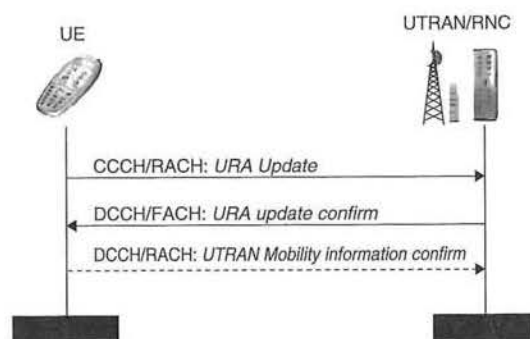 UE
UTRAN/RNC
CCCH/RACH: URA Update
DCCH/FACH: URA update confirm
DCCH/RACH: UTRAN Mobility information confirm